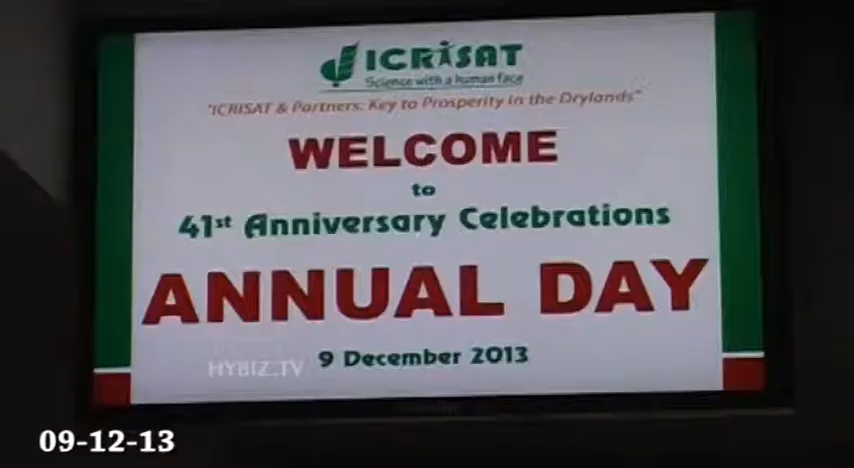 ICRISAT
Science with a human face
"ICRISAT & Partners: Key to Prosperity in the Drylands"
WELCOME
to
41st Anniversary Celebrations
ANNUAL DAY
9 December 2013
HYBIZ.TV
09-12-13